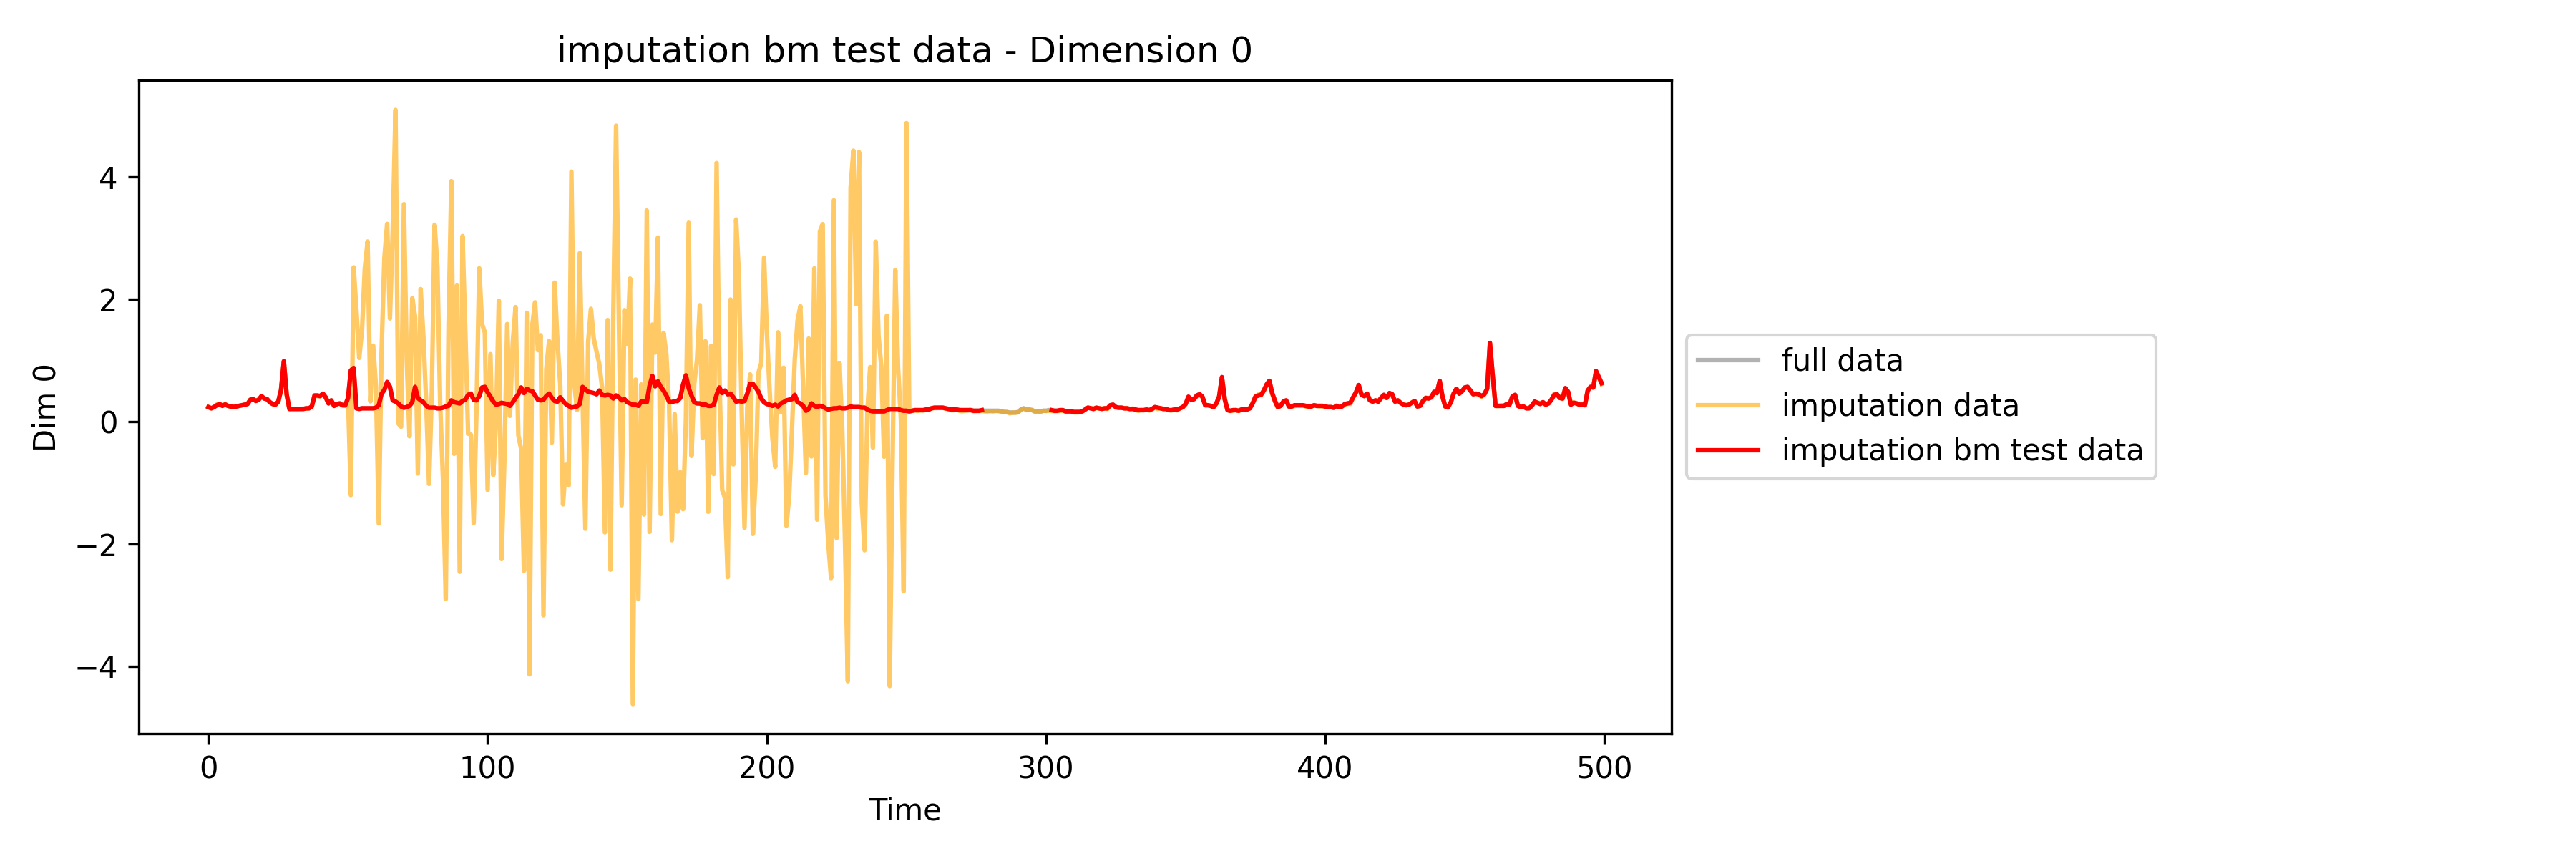 imputation bm test data - Dimension 0
4
2
0
−2
−4
Dim 0
0 100 200 300 400 500
Time
full data
imputation data
imputation bm test data